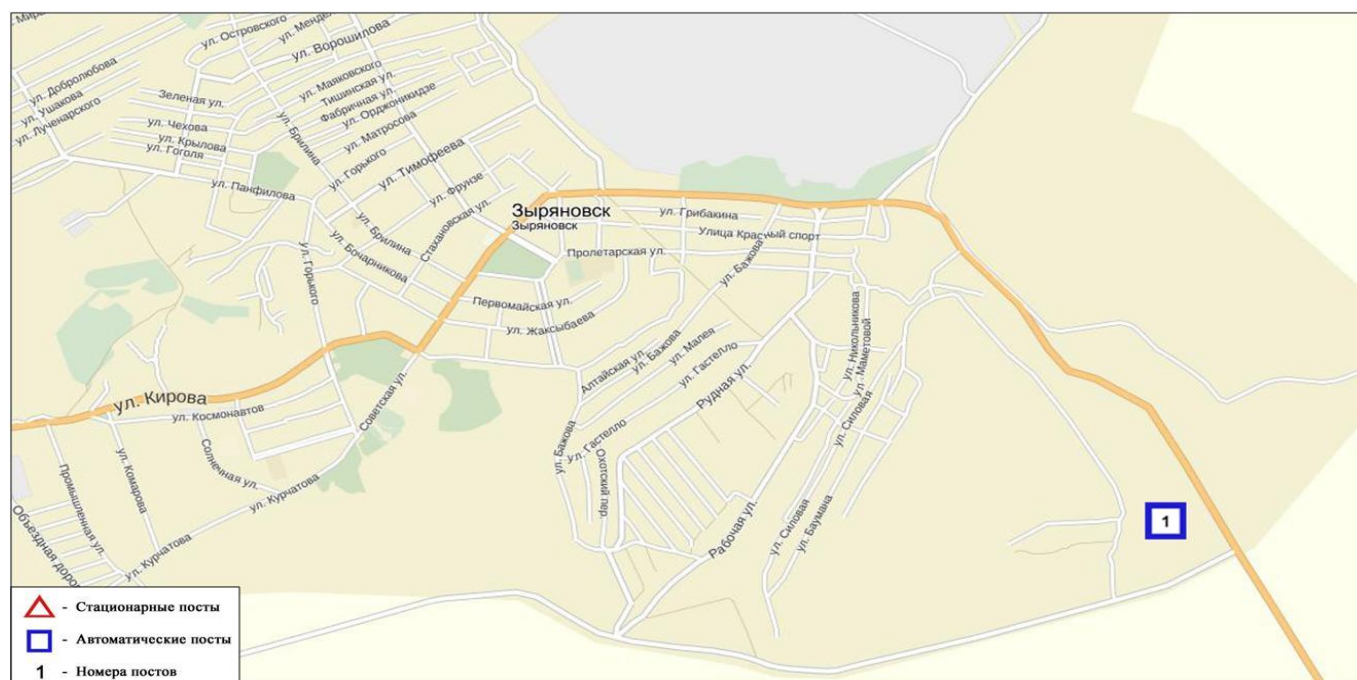 ул. Островского
ул. Ворошилова
ул. Добролюбова
ул. Ушакова
ул. Лученарского
Зеленая ул.
ул. Чехова
ул. Крылова
ул. Гоголя
ул. Маяковского
Тишинская ул.
Фабричная ул.
ул. Орджоникидзе
ул. Матросова
ул. Горького
ул. Тимофеева
ул. Брилина
ул. Панфилова
ул. Фрунзе
Стахановская ул.
ул. Брилина
ул. Бочарникова
ул. Горького
Зыряновск
Зыряновск
ул. Грибакина
Улица Красный спорт
Пролетарская ул.
ул. Бажова
Первомайская ул.
ул. Жаксыбаева
ул. Никольникова
ул. Маметовой
Алтайская ул.
ул. Бажова
ул. Малея
ул. Гастелло
Рудная ул.
ул. Силовая
ул. Кирова
ул. Космонавтов
Советская ул.
Солнечная ул.
ул. Комарова
Промышленная ул.
ул. Курчатова
ул. Курчатова
Объездная дорог
ул. Бажова
ул. Гастелло
Охотский пер.
Рабочая ул.
ул. Силовая
ул. Баумана
1
- Стационарные посты
- Автоматические посты
1 - Номера постов